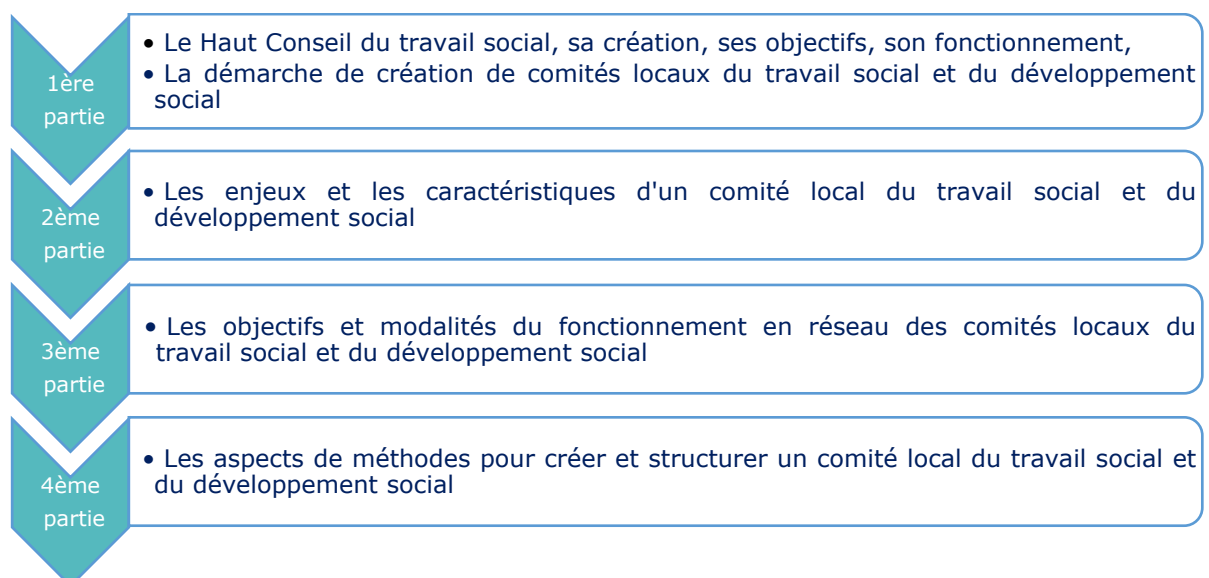 1ère
partie
• Le Haut Conseil du travail social, sa création, ses objectifs, son fonctionnement,
• La démarche de création de comités locaux du travail social et du développement
social
2ème
partie
• Les enjeux et les caractéristiques d'un comité local du travail social et du
développement social
3ème
partie
• Les objectifs et modalités du fonctionnement en réseau des comités locaux du
travail social et du développement social
4ème
partie
• Les aspects de méthodes pour créer et structurer un comité local du travail social et
du développement social